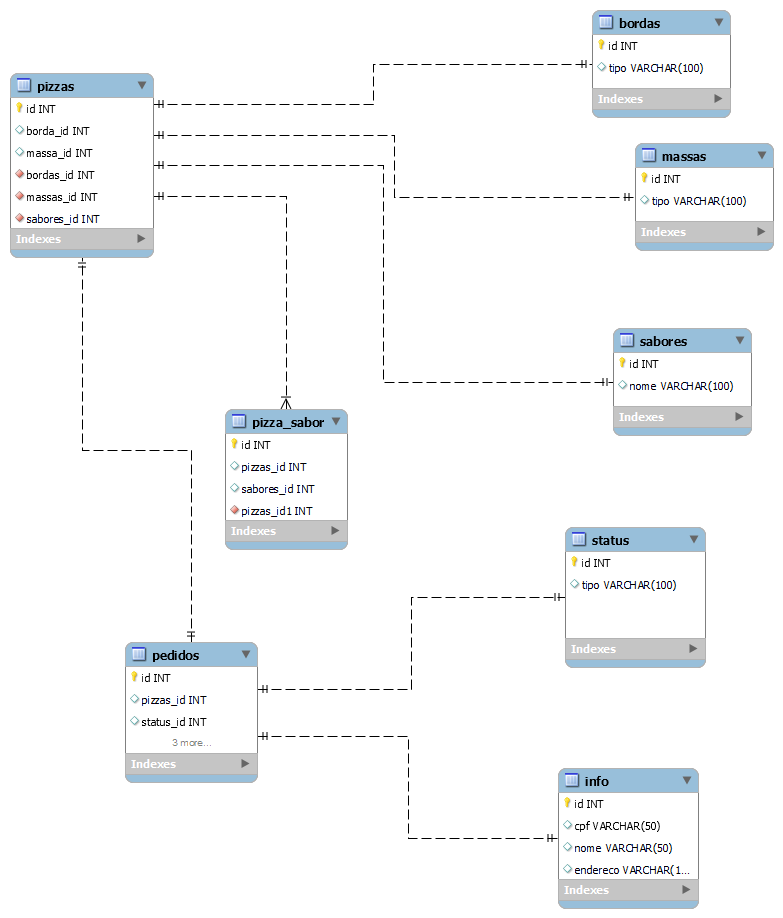 bordas
id INT
tipo VARCHAR(100)
Indexes
pizzas
id INT
borda_id INT
massa_id INT
bordas_id INT
massas_id INT
sabores_id INT
Indexes
massas
id INT
tipo VARCHAR(100)
Indexes
sabores
id INT
nome VARCHAR(100)
Indexes
pizza_sabor
id INT
pizzas_id INT
sabores_id INT
pizzas_id1 INT
Indexes
status
id INT
tipo VARCHAR(100)
Indexes
pedidos
id INT
pizzas_id INT
status_id INT
3 more...
Indexes
info
id INT
cpf VARCHAR(50)
nome VARCHAR(50)
endereco VARCHAR(1...
Indexes